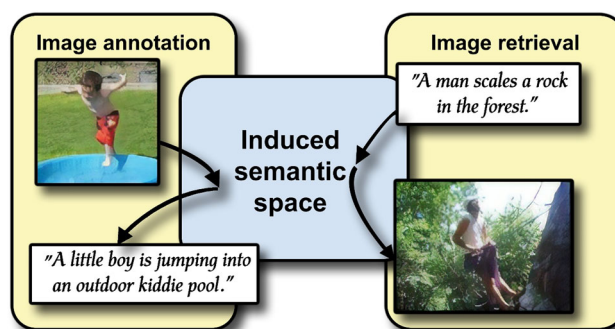 Image annotation
Image retrieval
"A man scales a rock
in the forest."
Induced
semantic
space
"A little boy is jumping into
an outdoor kiddie pool."